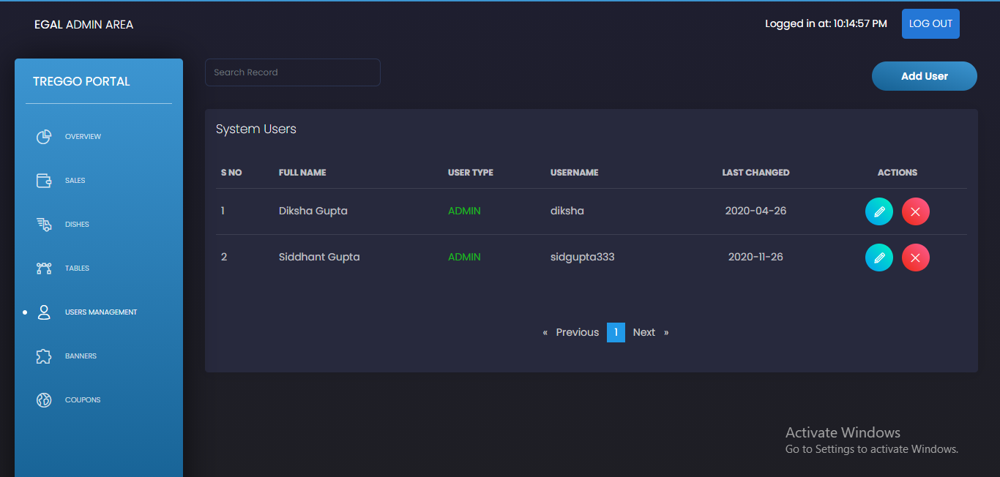 EGAL ADMIN AREA
Logged in at: 10:14:57 PM LOG OUT
TREGGO PORTAL
OVERVIEW
SALES
DISHES
TABLES
USERS MANAGEMENT
BANNERS
COUPONS
Search Record
Add User
System Users
S NO FULL NAME USER TYPE USERNAME LAST CHANGED ACTIONS
1 Diksha Gupta ADMIN diksha 2020-04-26
2 Siddhant Gupta ADMIN sidgupta333 2020-11-26
« Previous 1 Next »
Activate Windows
Go to Settings to activate Windows.